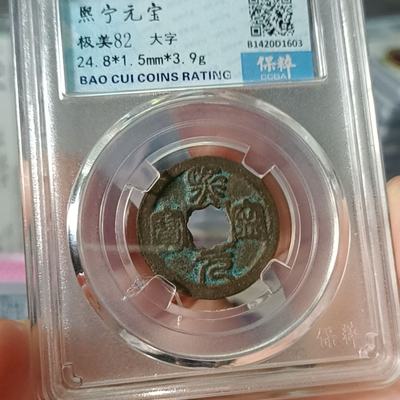 熙宁元宝
极美82 大字
24.8*1.5mm*3.9g
BAO CUI COINS RATING
B1420D1603
保粹
CCBA
熙
寶 寧
元
保粹